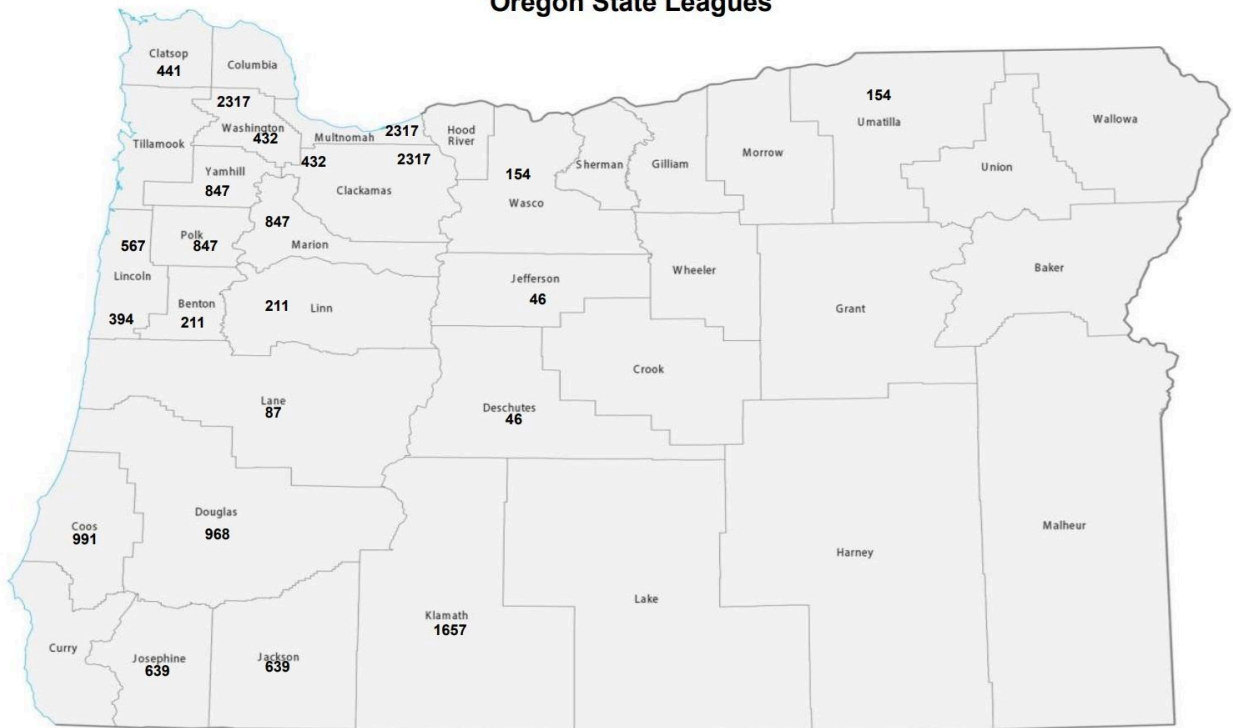 Oregon State Leagues
Clatsop
441
Columbia
2317
Washington
432
Multnomah
2317
432
2317
Clackamas
Hood
River
Tillamook
Yamhill
847
154
Wasco
Sherman
Gilliam
Morrow
154
Umatilla
Union
Wallowa
567
Lincoln
394
Polk
847
847
Marion
Benton
211
211
Linn
Jefferson
46
Wheeler
Grant
Baker
Lane
87
Deschutes
46
Crook
Coos
991
Douglas
968
Klamath
1657
Lake
Harney
Malheur
Curry
Josephine
639
Jackson
639